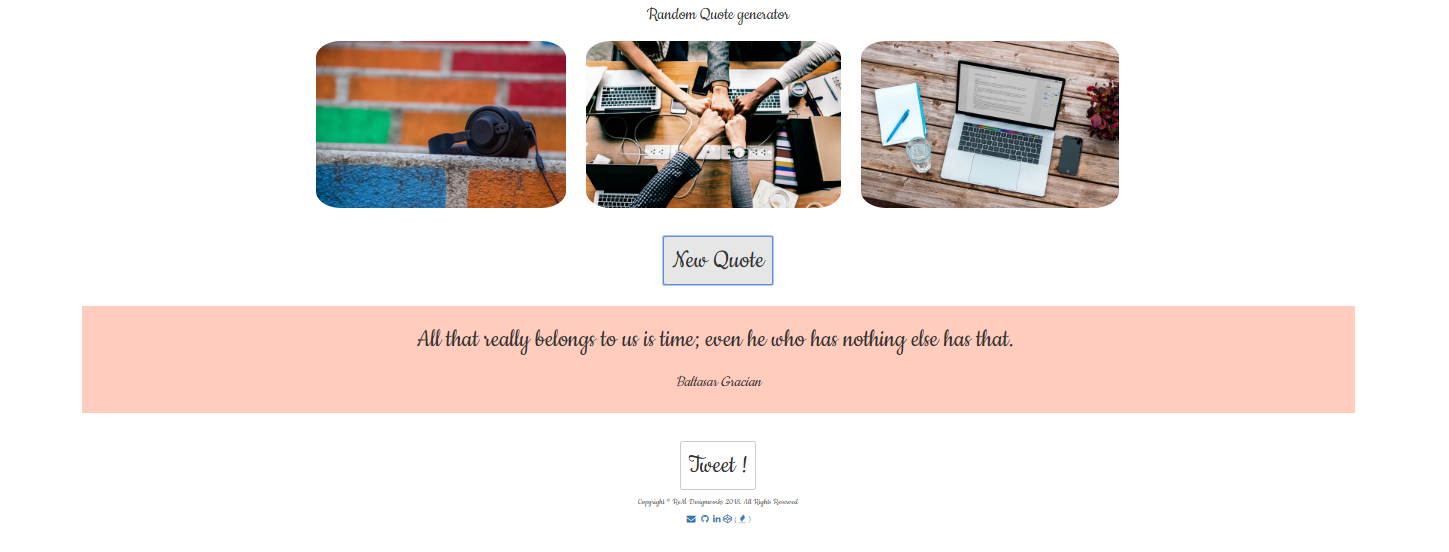 Random Quote generator
New Quote
All that really belongs to us is time; even he who has nothing else has that.
Baltasar Gracian
Tweet !
Copyright © ReM Designworks 2018. All Rights Reserved